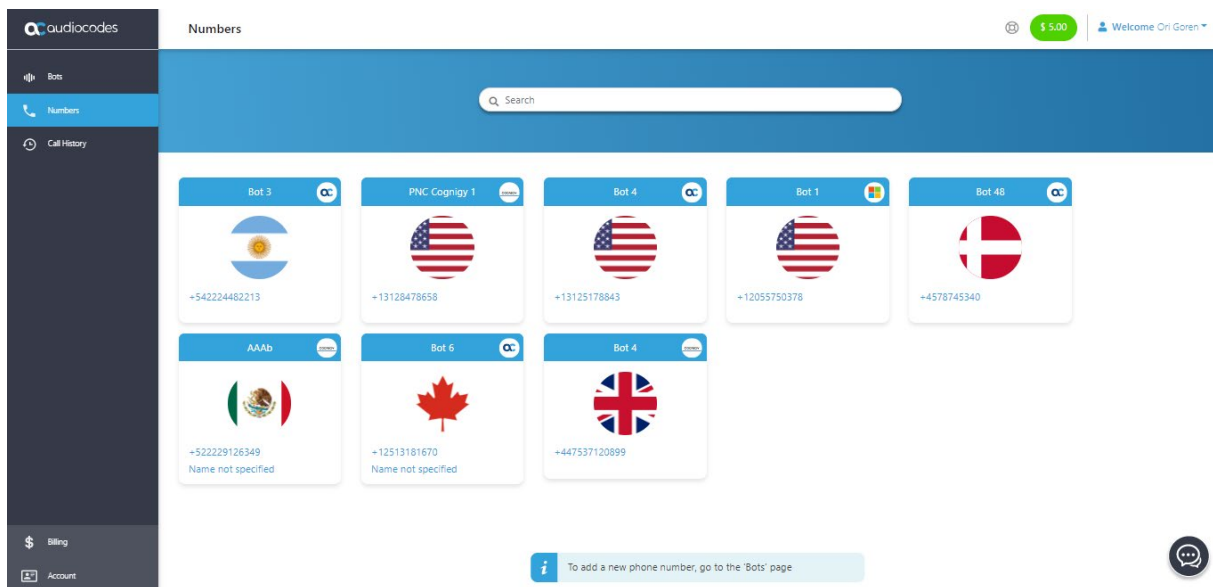 audiocodes
Numbers
$ 5.00
Welcome Ori Goren
Bots
Numbers
Call History
Search
Bot 3
PNC Cognigy 1
Bot 4
Bot 1
Bot 48
+542224482213
+13128478658
+13125178843
+12055750378
+4578745340
AAAb
Bot 6
Bot 4
+522229126349
+12513181670
+447537120899
Name not specified
Name not specified
$ Billing
Account
i To add a new phone number, go to the 'Bots' page